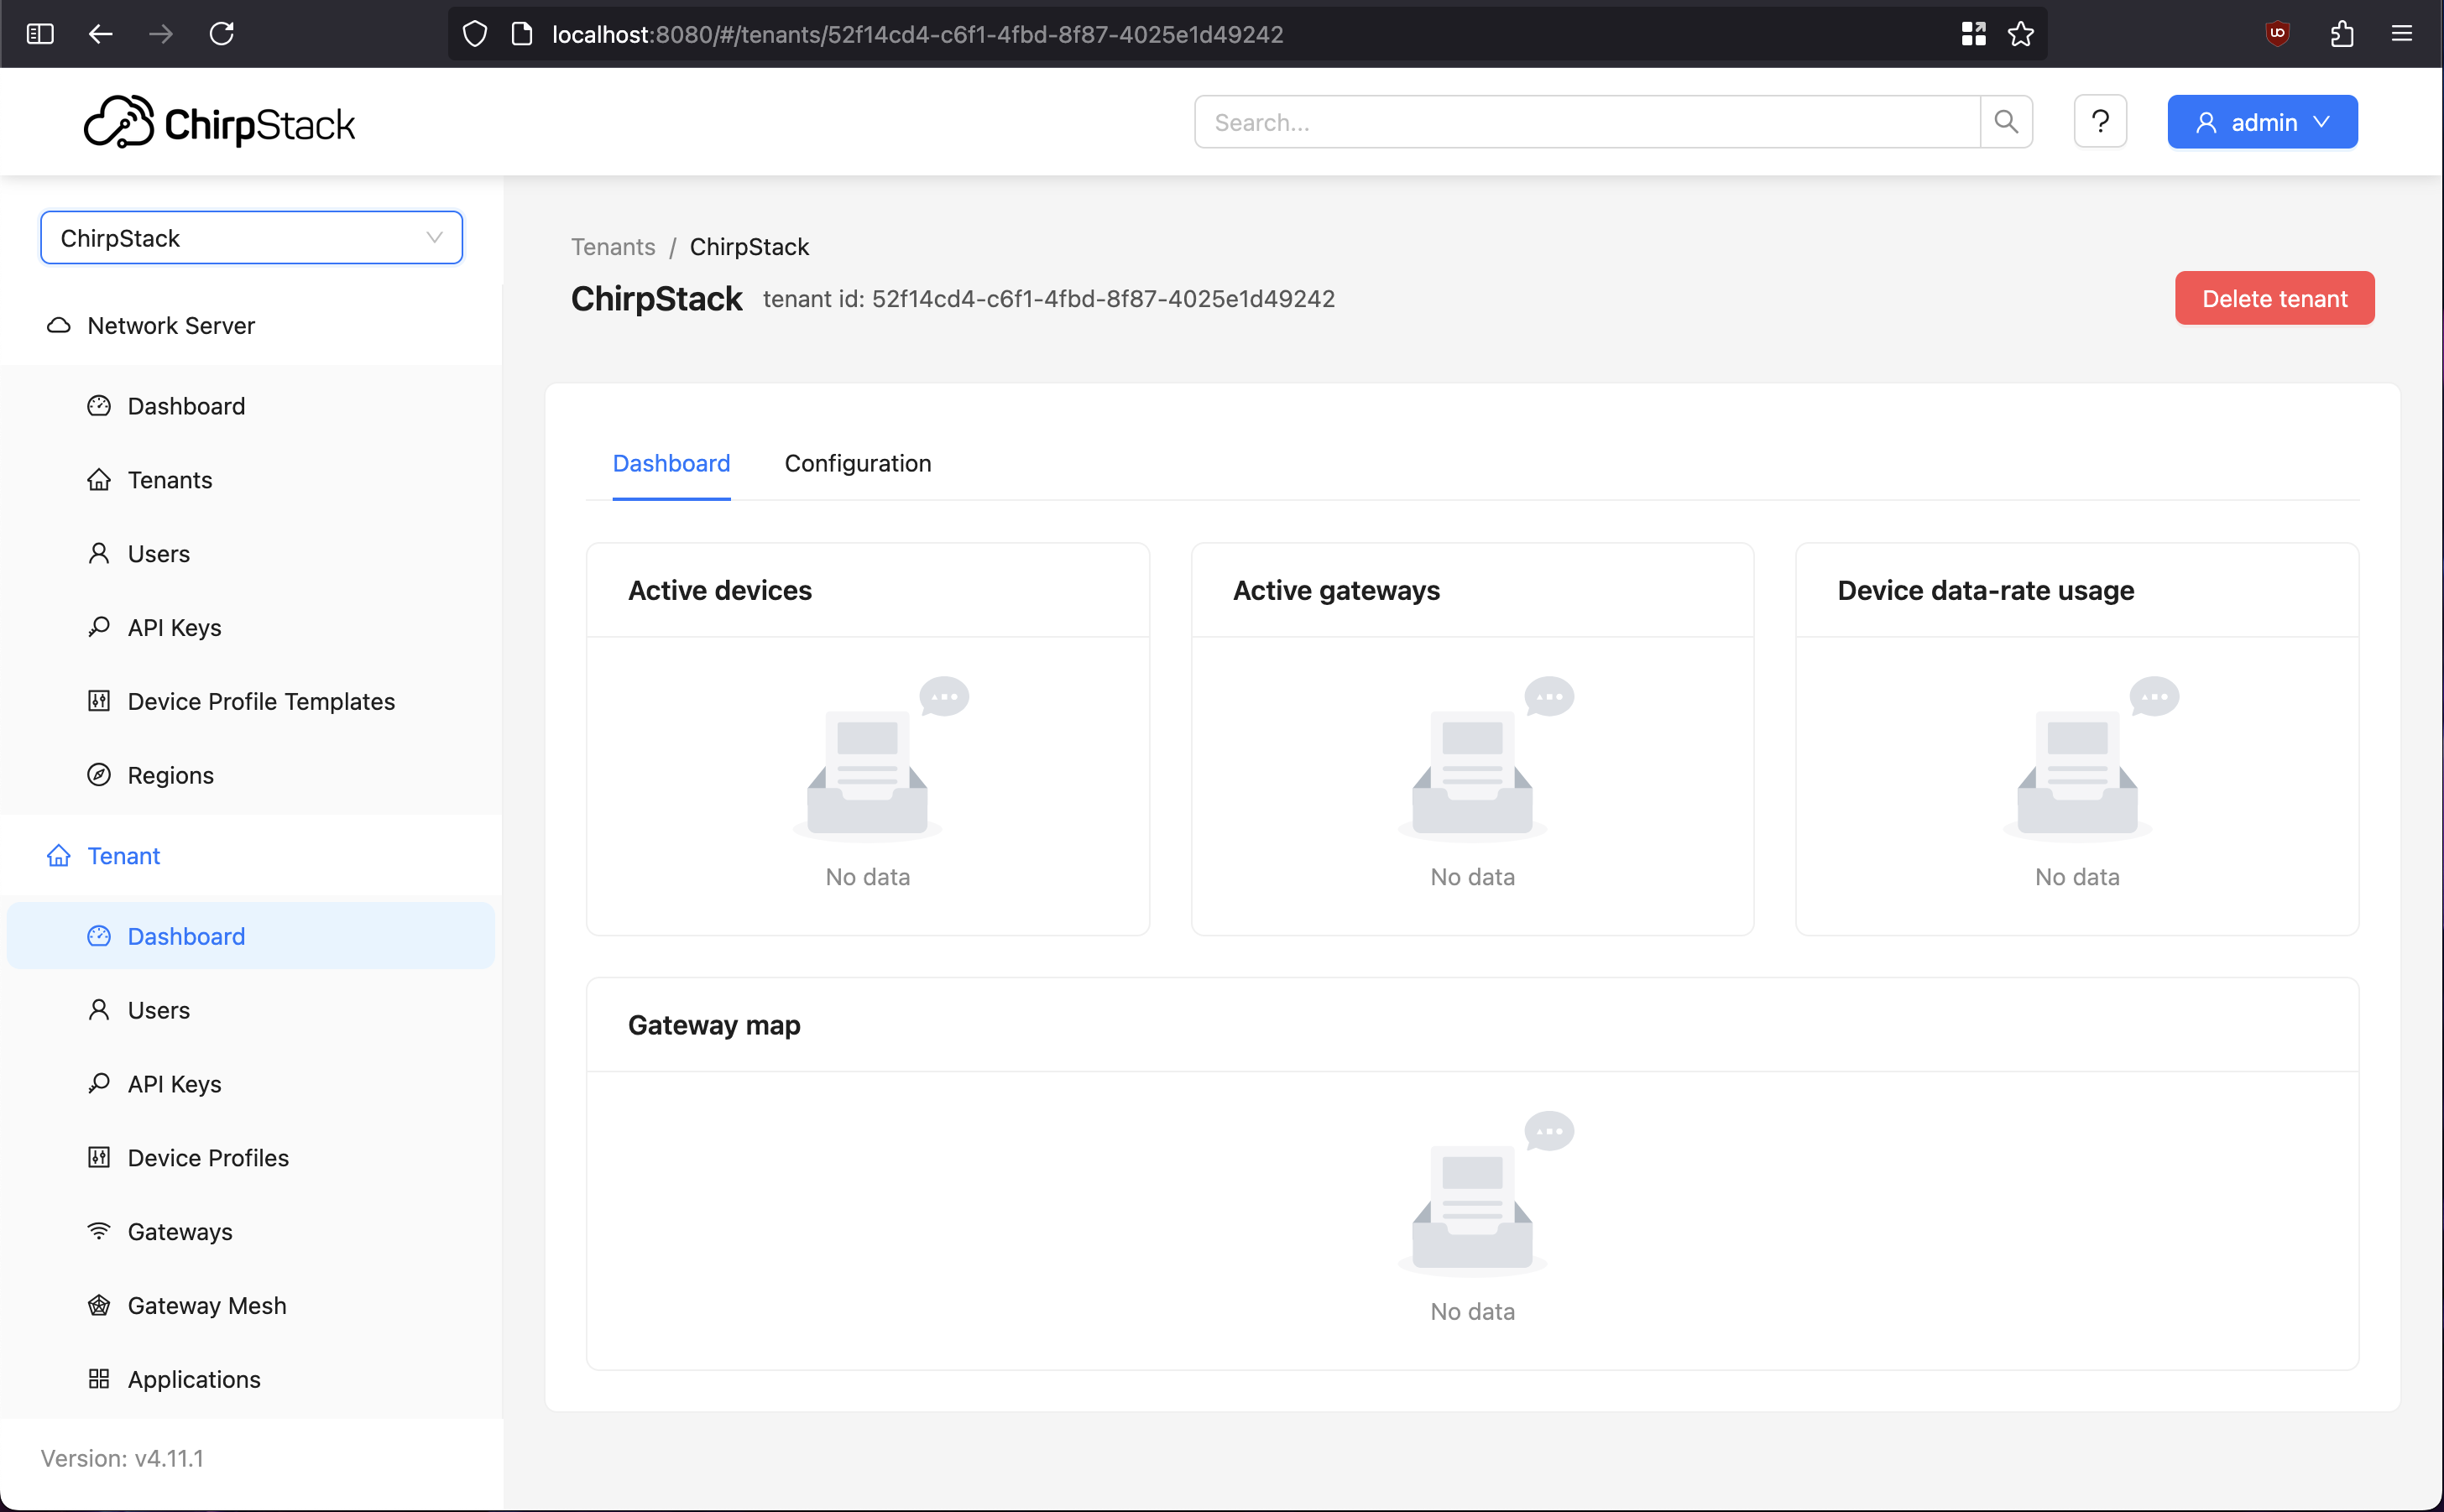 localhost:8080/#/tenants/52f14cd4-c6f1-4fbd-8f87-4025e1d49242
ChirpStack
Search...
?
admin
ChirpStack
Network Server
Dashboard
Tenants
Users
API Keys
Device Profile Templates
Regions
Tenant
Dashboard
Users
API Keys
Device Profiles
Gateways
Gateway Mesh
Applications
Version: v4.11.1
Tenants / ChirpStack
ChirpStack tenant id: 52f14cd4-c6f1-4fbd-8f87-4025e1d49242
Delete tenant
Dashboard Configuration
Active devices
No data
Active gateways
No data
Device data-rate usage
No data
Gateway map
No data